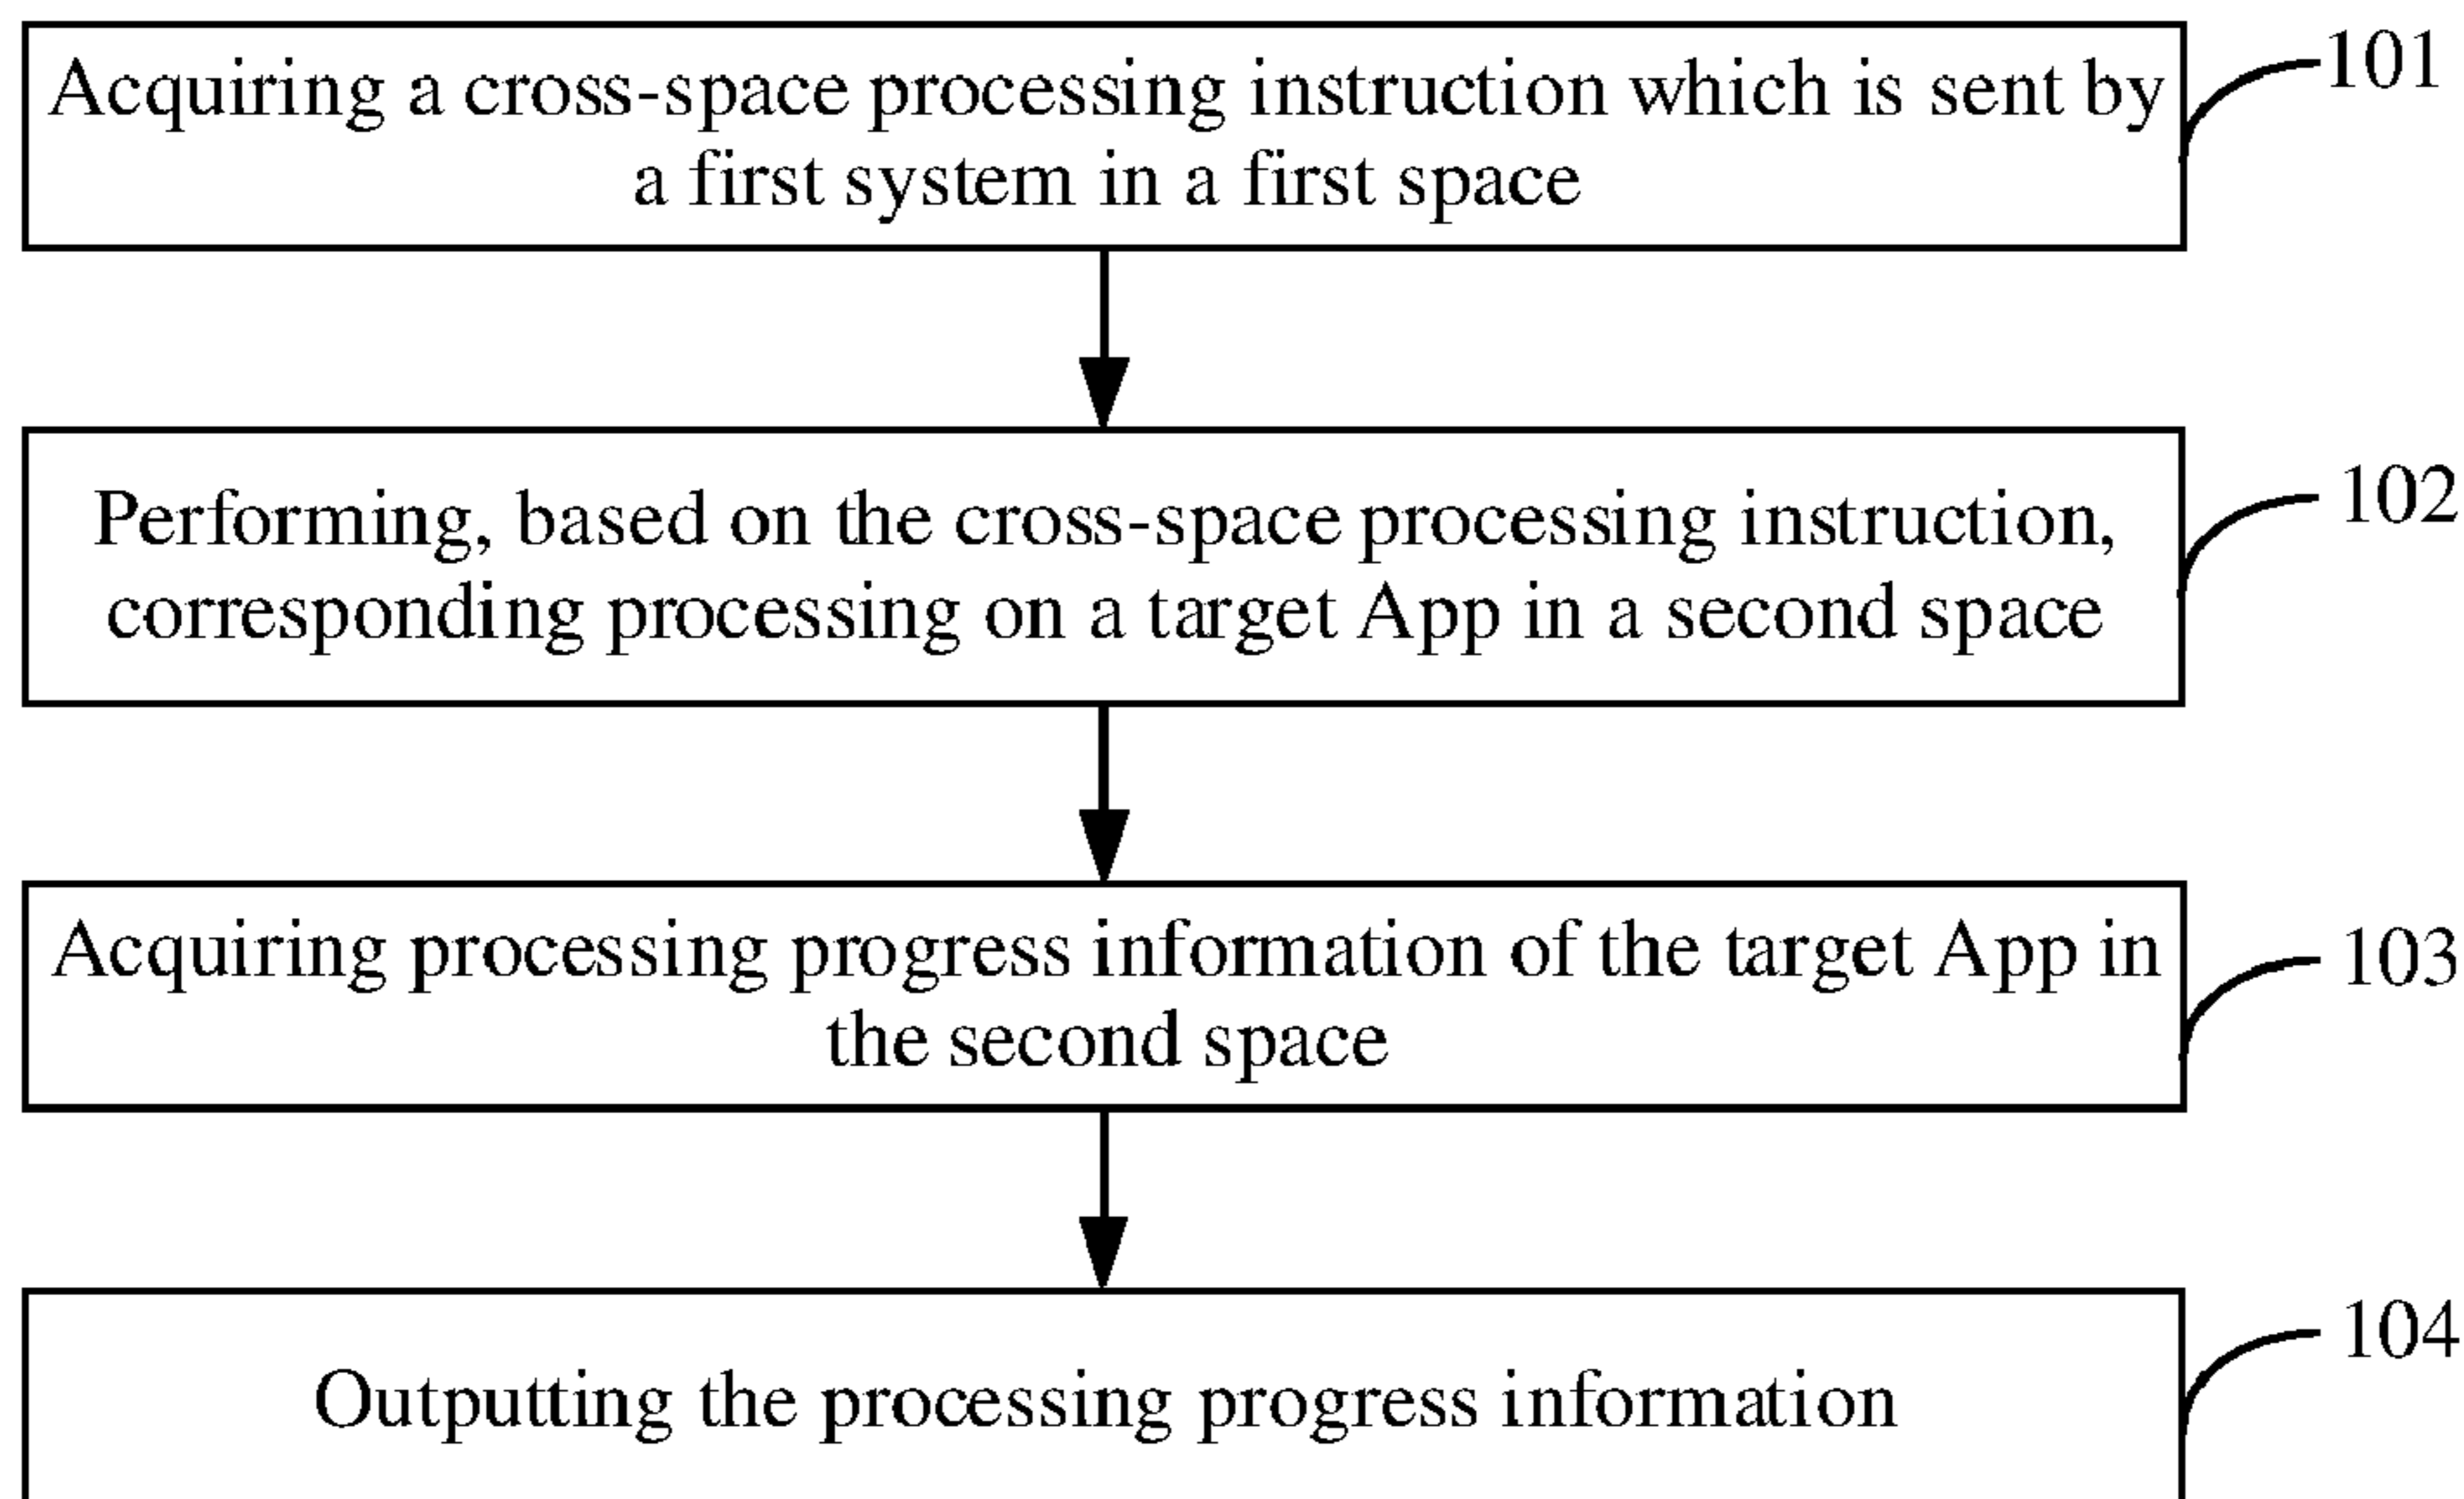 Acquiring a cross-space processing instruction which is sent by
a first system in a first space
101
Performing, based on the cross-space processing instruction,
corresponding processing on a target App in a second space
102
Acquiring processing progress information of the target App in
the second space
103
Outputting the processing progress information
104